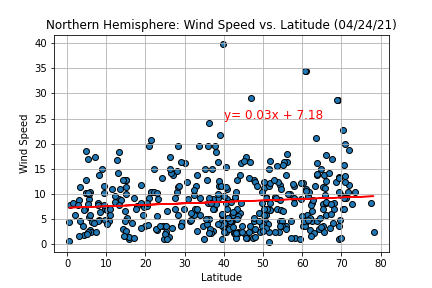 Northern Hemisphere: Wind Speed vs. Latitude (04/24/21)
40
35
30
25
20
15
10
5
0
Wind Speed
y= 0.03x + 7.18
0 10 20 30 40 50 60 70 80
Latitude